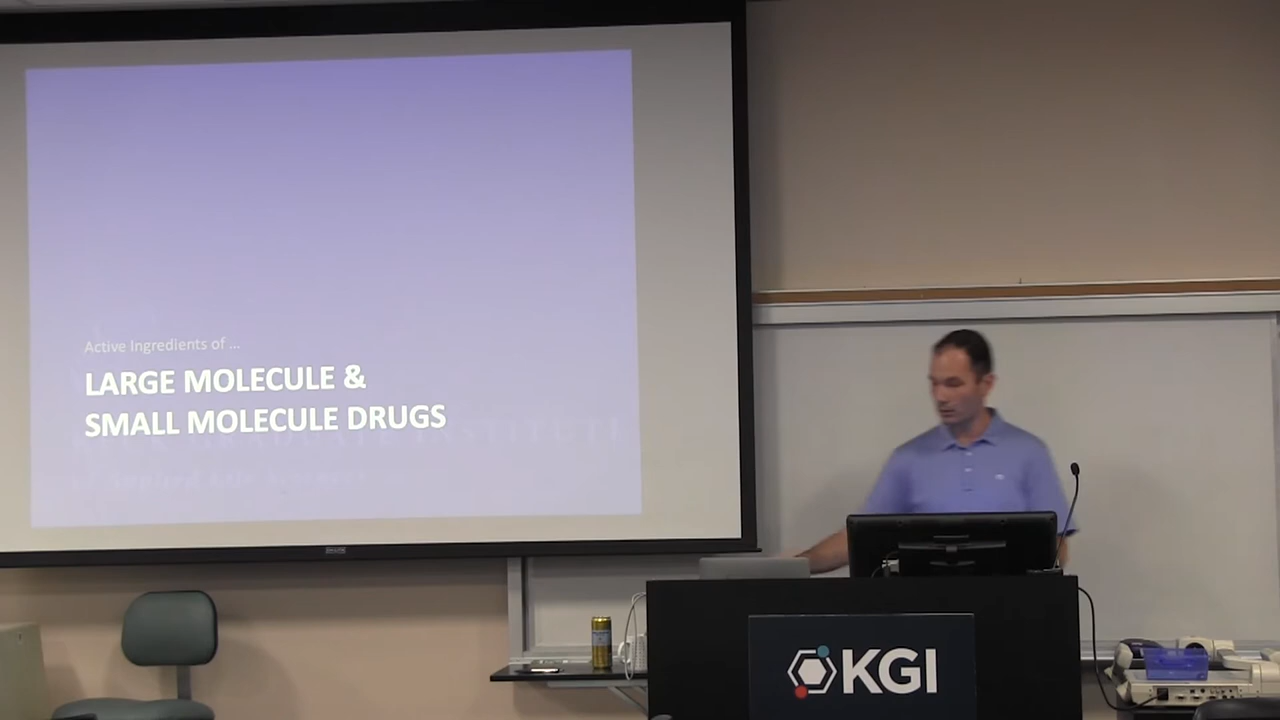 Active Ingredients of ...
LARGE MOLECULE &
SMALL MOLECULE DRUGS
KGI